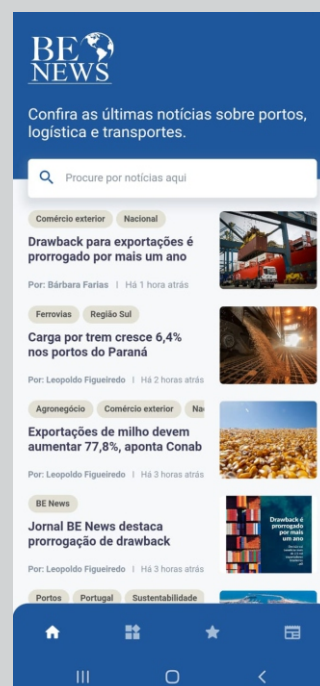 BE
NEWS
Confira as últimas notícias sobre portos,
logística e transportes.
Procure por notícias aqui
Comércio exterior Nacional
Drawback para exportações é
prorrogado por mais um ano
Por: Bárbara Farias | Há 1 hora atrás
Ferrovias Região Sul
Carga por trem cresce 6,4%
nos portos do Paraná
Por: Leopoldo Figueiredo | Há 2 horas atrás
Agronegócio Comércio exterior Na
Exportações de milho devem
aumentar 77,8%, aponta Conab
Por: Leopoldo Figueiredo | Há 3 horas atrás
BE News
Jornal BE News destaca
prorrogação de drawback
Drawback é
prorrogado
por mais
um ano
Por: Leopoldo Figueiredo | Há 3 horas atrás
Portos Portugal Sustentabilidade